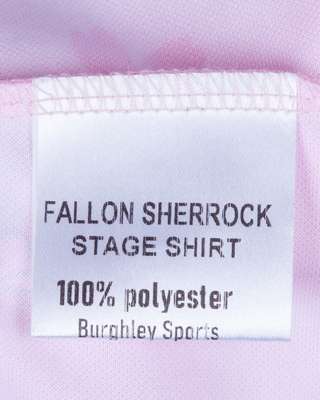 FALLON SHERROCK
STAGE SHIRT
100% polyester
Burghley Sports